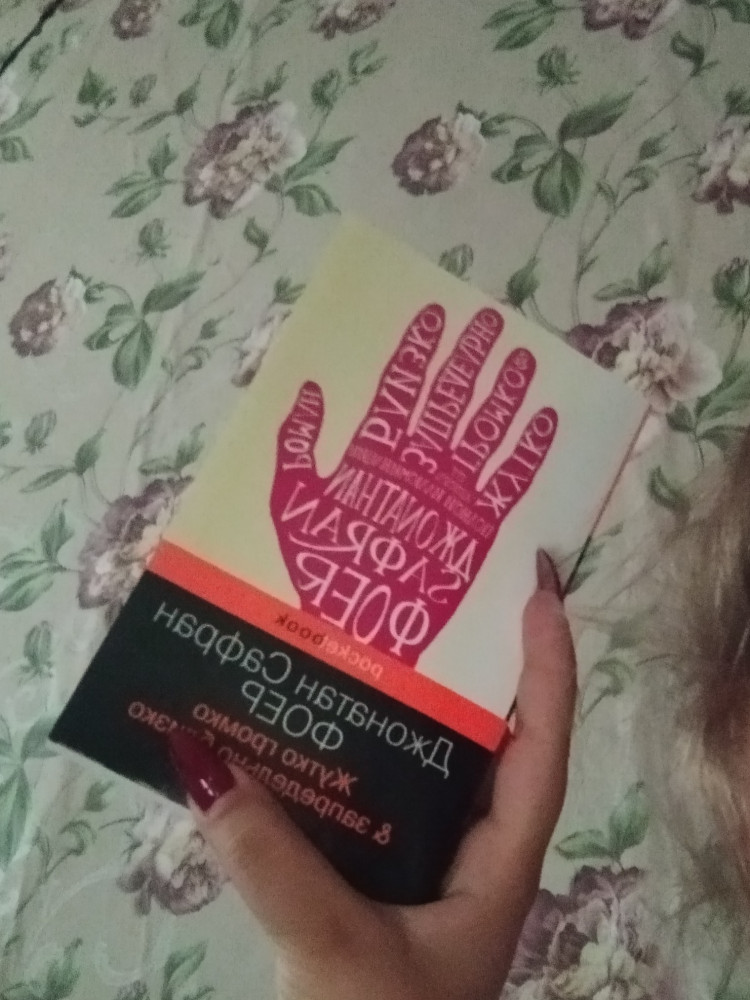 ЖУТКО
ГРОМКО &
ЗАПРЕДЕЛЬНО
БЛИЗКО
РОМАН
ДЖОНАТАН
САФРАН
ФОЕР
pocketbook
Джонатан Сафран
ФОЕР
Жутко громко
& запредельно близко